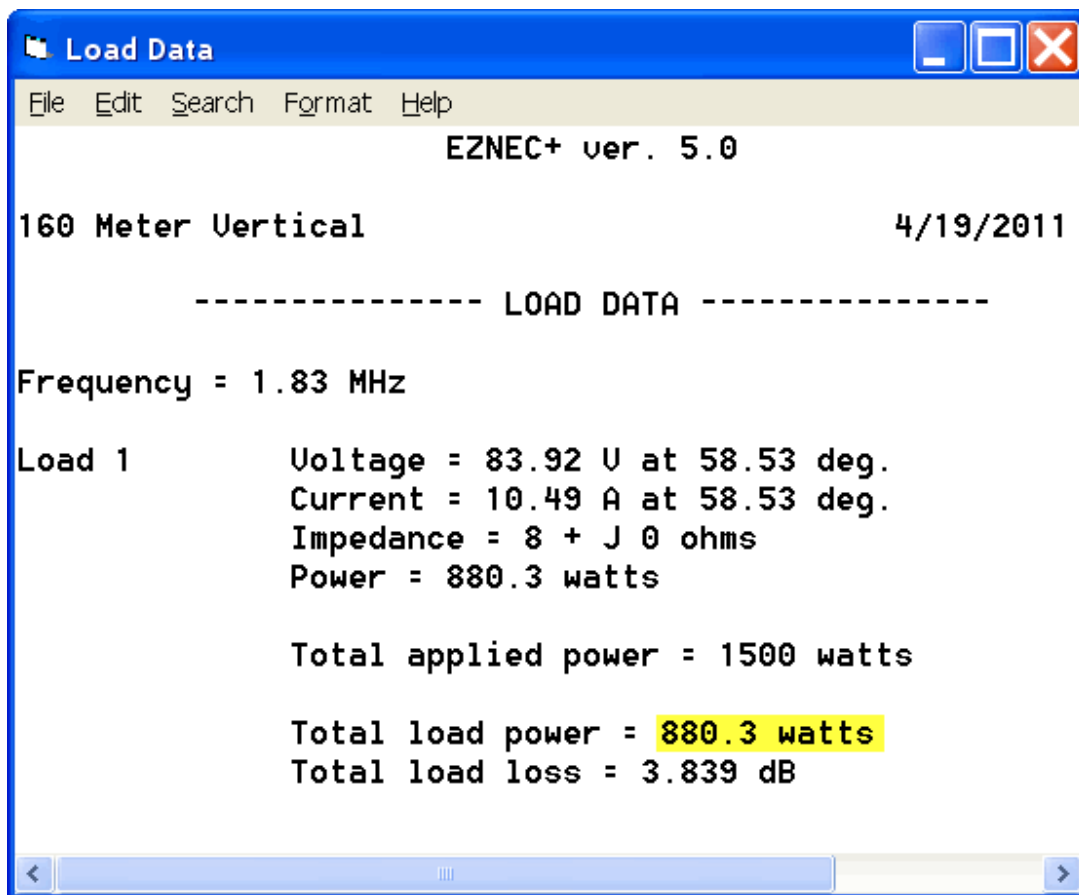 Load Data
File Edit Search Format Help
EZNEC+ ver. 5.0
160 Meter Vertical 4/19/2011
--------------- LOAD DATA ---------------
Frequency = 1.83 MHz
Load 1 Voltage = 83.92 V at 58.53 deg.
Current = 10.49 A at 58.53 deg.
Impedance = 8 + J 0 ohms
Power = 880.3 watts
Total applied power = 1500 watts
Total load power = 880.3 watts
Total load loss = 3.839 dB